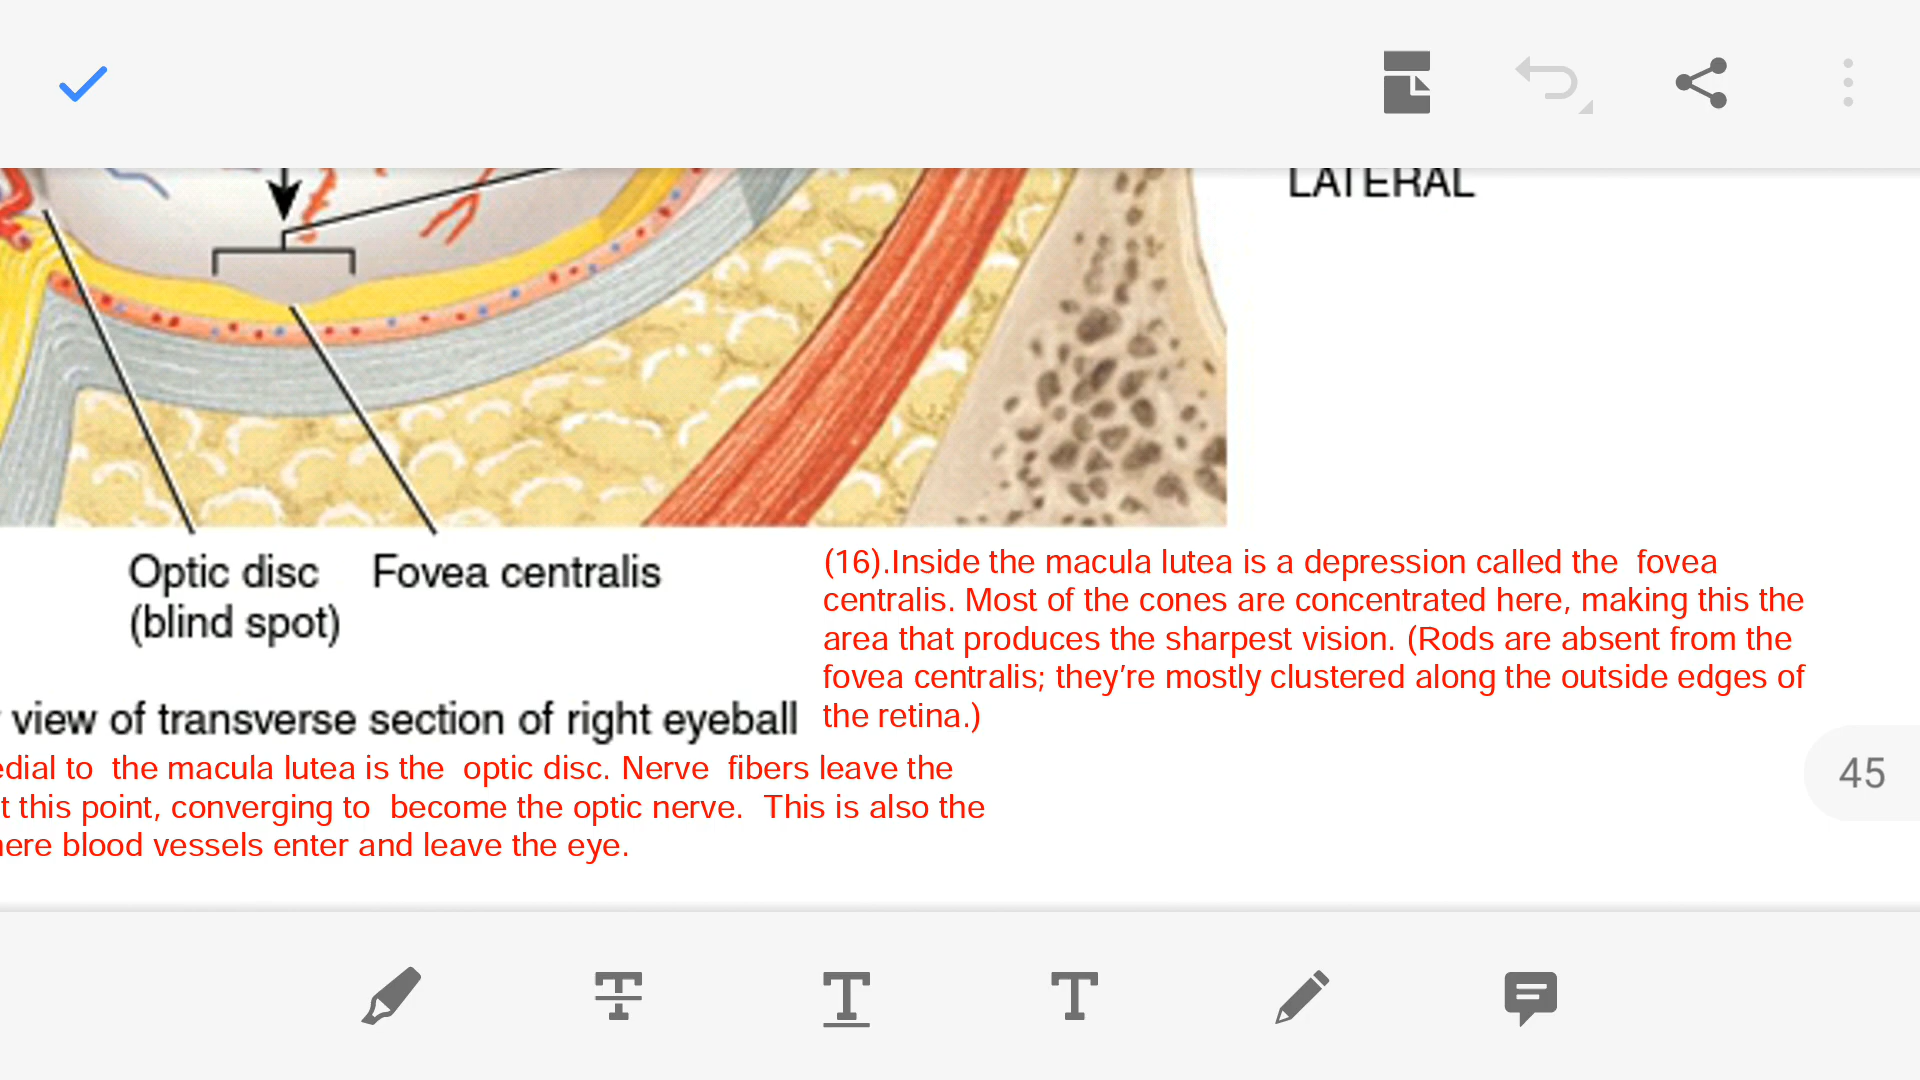 LATERAL
Optic disc
(blind spot)
Fovea centralis
(16).Inside the macula lutea is a depression called the  fovea
centralis. Most of the cones are concentrated here, making this the
area that produces the sharpest vision. (Rods are absent from the
fovea centralis; they’re mostly clustered along the outside edges of
the retina.)
view of transverse section of right eyeball
to  the macula lutea is the  optic disc. Nerve  fibers leave the
this point, converging to  become the optic nerve.  This is also the
blood vessels enter and leave the eye.
45